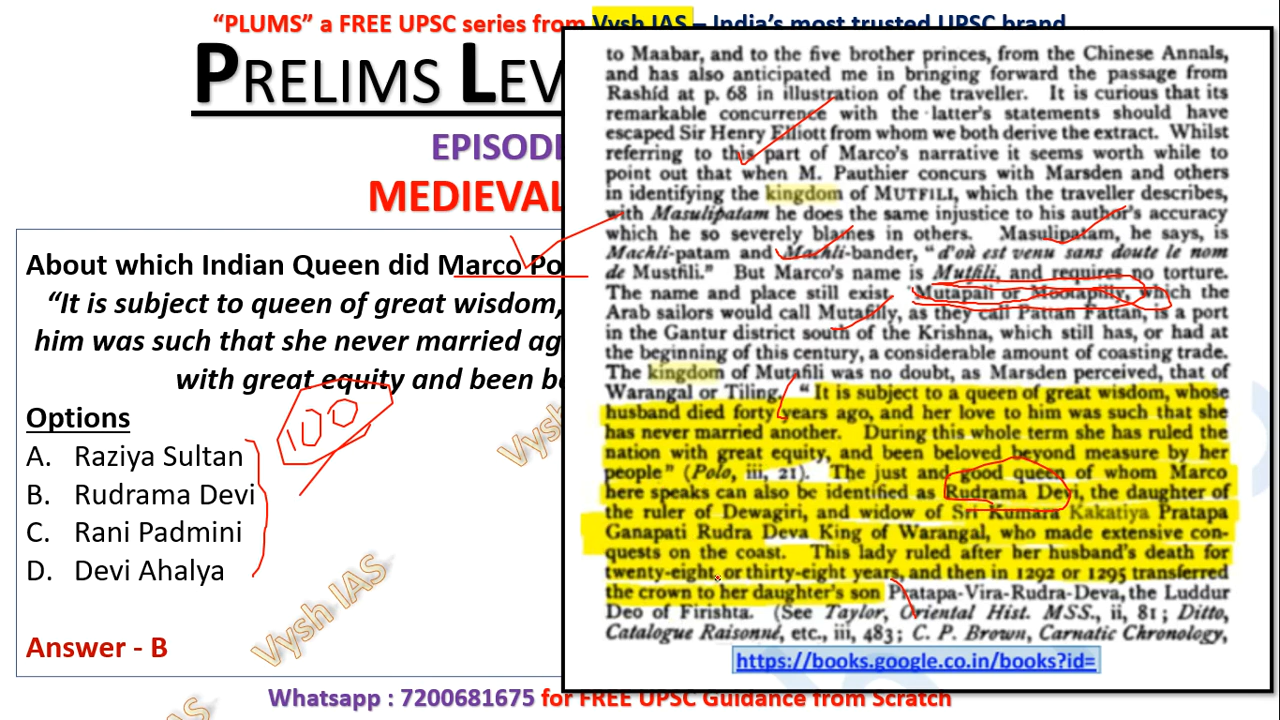 “PLUMS” a FREE UPSC series from Vysh IAS – India’s most trusted UPSC brand
PRELIMS LEV
EPISODE
MEDIEVAL
About which Indian Queen did Marco Po
“It is subject to queen of great wisdom,
him was such that she never married ag
with great equity and been be
Options
A. Raziya Sultan
B. Rudrama Devi
C. Rani Padmini
D. Devi Ahalya
100
Answer - B
Vysh IAS
Vysh
Vysh IAS
to Maabar, and to the five brother princes, from the Chinese Annals,
and has also anticipated me in bringing forward the passage from
Rashíd at p. 68 in illustration of the traveller. It is curious that its
remarkable concurrence with the latter’s statements should have
escaped Sir Henry Elliott from whom we both derive the extract. Whilst
referring to this part of Marco’s narrative it seems worth while to
point out that when M. Pauthier concurs with Marsden and others
in identifying the kingdom of MUTFILI, which the traveller describes,
with Masulipatam he does the same injustice to his author’s accuracy
which he so severely blames in others. Masulipatam, he says, is
Machli-patam and Machli-bander, “d’où est venu sans doute le nom
de Mustfili.” But Marco’s name is Mutfili, and requires no torture.
The name and place still exist. Mutapali or Mootapilly, which the
Arab sailors would call Mutafily, as they call Pattan Fattan, is a port
in the Gantur district south of the Krishna, which still has, or had at
the beginning of this century, a considerable amount of coasting trade.
The kingdom of Mutafili was no doubt, as Marsden perceived, that of
Warangal or Tiling. “It is subject to a queen of great wisdom, whose
husband died forty years ago, and her love to him was such that she
has never married another. During this whole term she has ruled the
nation with great equity, and been beloved beyond measure by her
people” (Polo, iii, 21). The just and good queen of whom Marco
here speaks can also be identified as Rudrama Devi, the daughter of
the ruler of Dewagiri, and widow of Sri Kumara Kakatiya Pratapa
Ganapati Rudra Deva King of Warangal, who made extensive con-
quests on the coast. This lady ruled after her husband’s death for
twenty-eight or thirty-eight years, and then in 1292 or 1295 transferred
the crown to her daughter’s son Pratapa-Vira-Rudra-Deva, the Luddur
Deo of Firishta. (See Taylor, Oriental Hist. MSS., ii, 81; Ditto,
Catalogue Raisonné, etc., iii, 483; C. P. Brown, Carnatic Chronology,
https://books.google.co.in/books?id=
Whatsapp : 7200681675 for FREE UPSC Guidance from Scratch